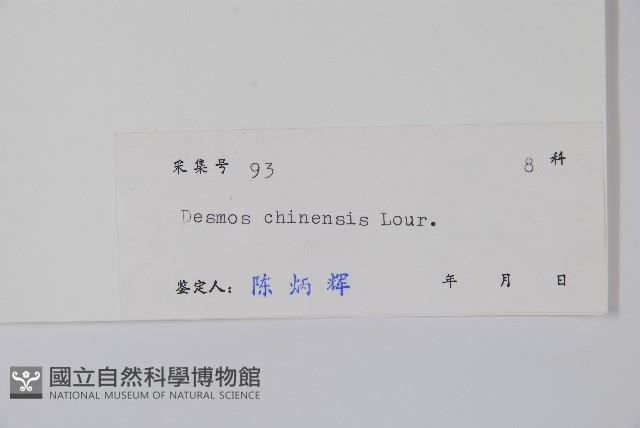 采集号 93 8 科
Desmos chinensis Lour.
鉴定人: 陈炳辉 年 月 日
國立自然科學博物館
NATIONAL MUSEUM OF NATURAL SCIENCE